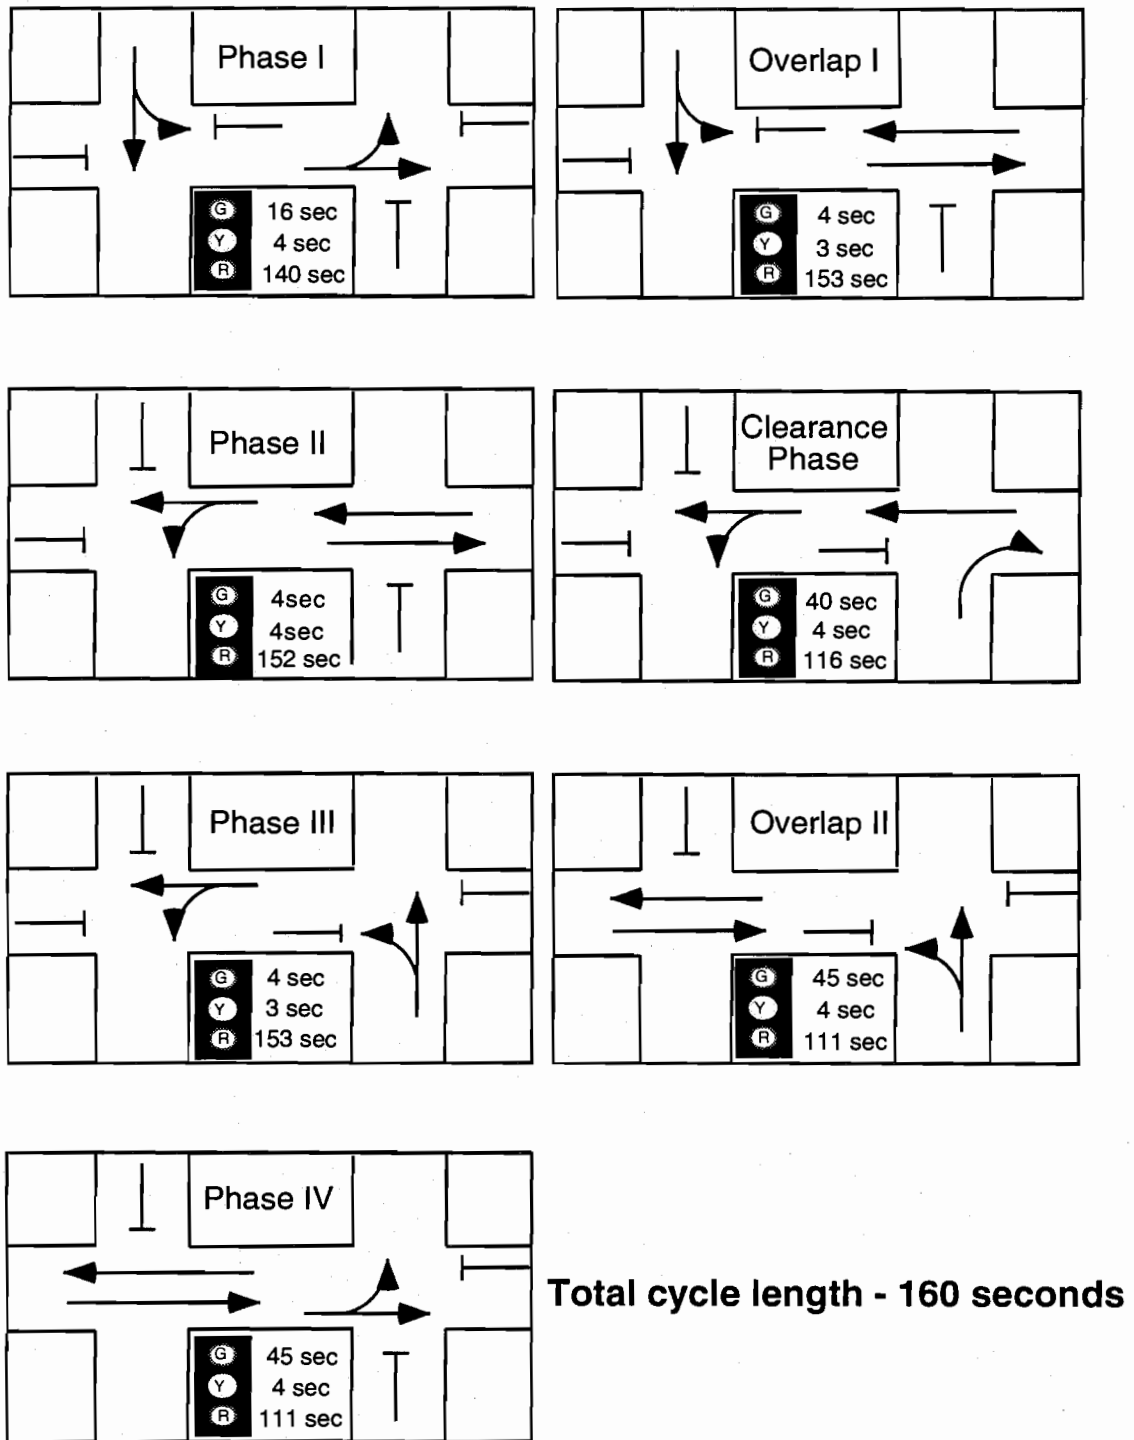 Phase I
G 16 sec
Y 4 sec
R 140 sec
Overlap I
G 4 sec
Y 3 sec
R 153 sec
Phase II
G 4sec
Y 4sec
R 152 sec
Clearance
Phase
G 40 sec
Y 4 sec
R 116 sec
Phase III
G 4 sec
Y 3 sec
R 153 sec
Overlap II
G 45 sec
Y 4 sec
R 111 sec
Phase IV
G 45 sec
Y 4 sec
R 111 sec
Total cycle length - 160 seconds